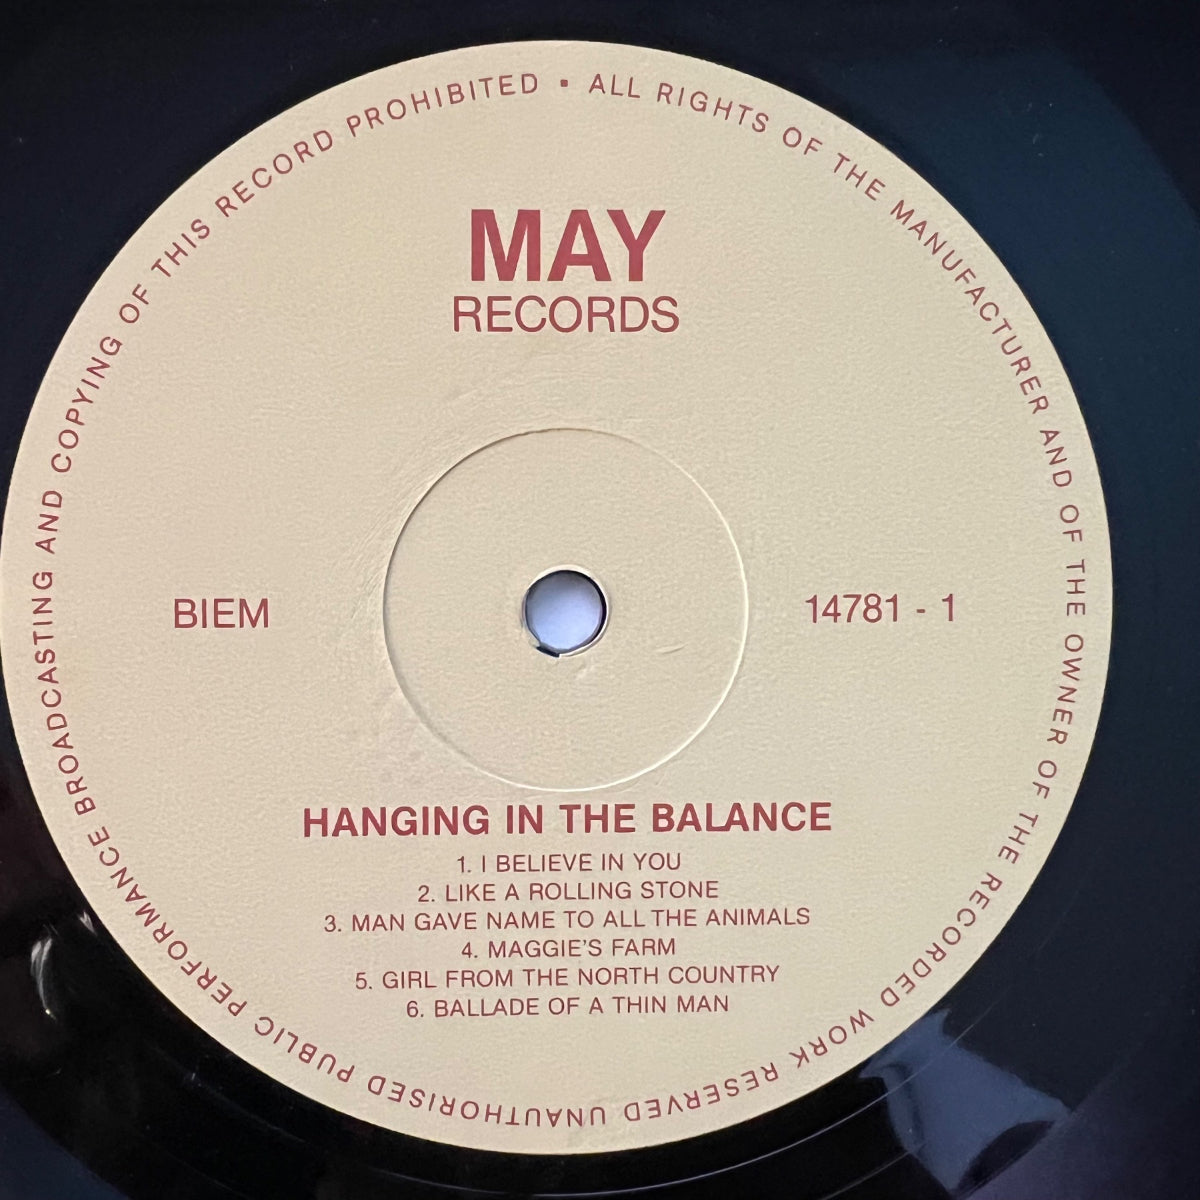 MAY
RECORDS
BIEM
14781 - 1
HANGING IN THE BALANCE
1. I BELIEVE IN YOU
2. LIKE A ROLLING STONE
3. MAN GAVE NAME TO ALL THE ANIMALS
4. MAGGIE'S FARM
5. GIRL FROM THE NORTH COUNTRY
6. BALLADE OF A THIN MAN
ALL RIGHTS OF THE MANUFACTURER AND OF THE OWNER OF THE RECORDED WORK RESERVED UNAUTHORISED PUBLIC PERFORMANCE BROADCASTING AND COPYING OF THIS RECORD PROHIBITED ▪